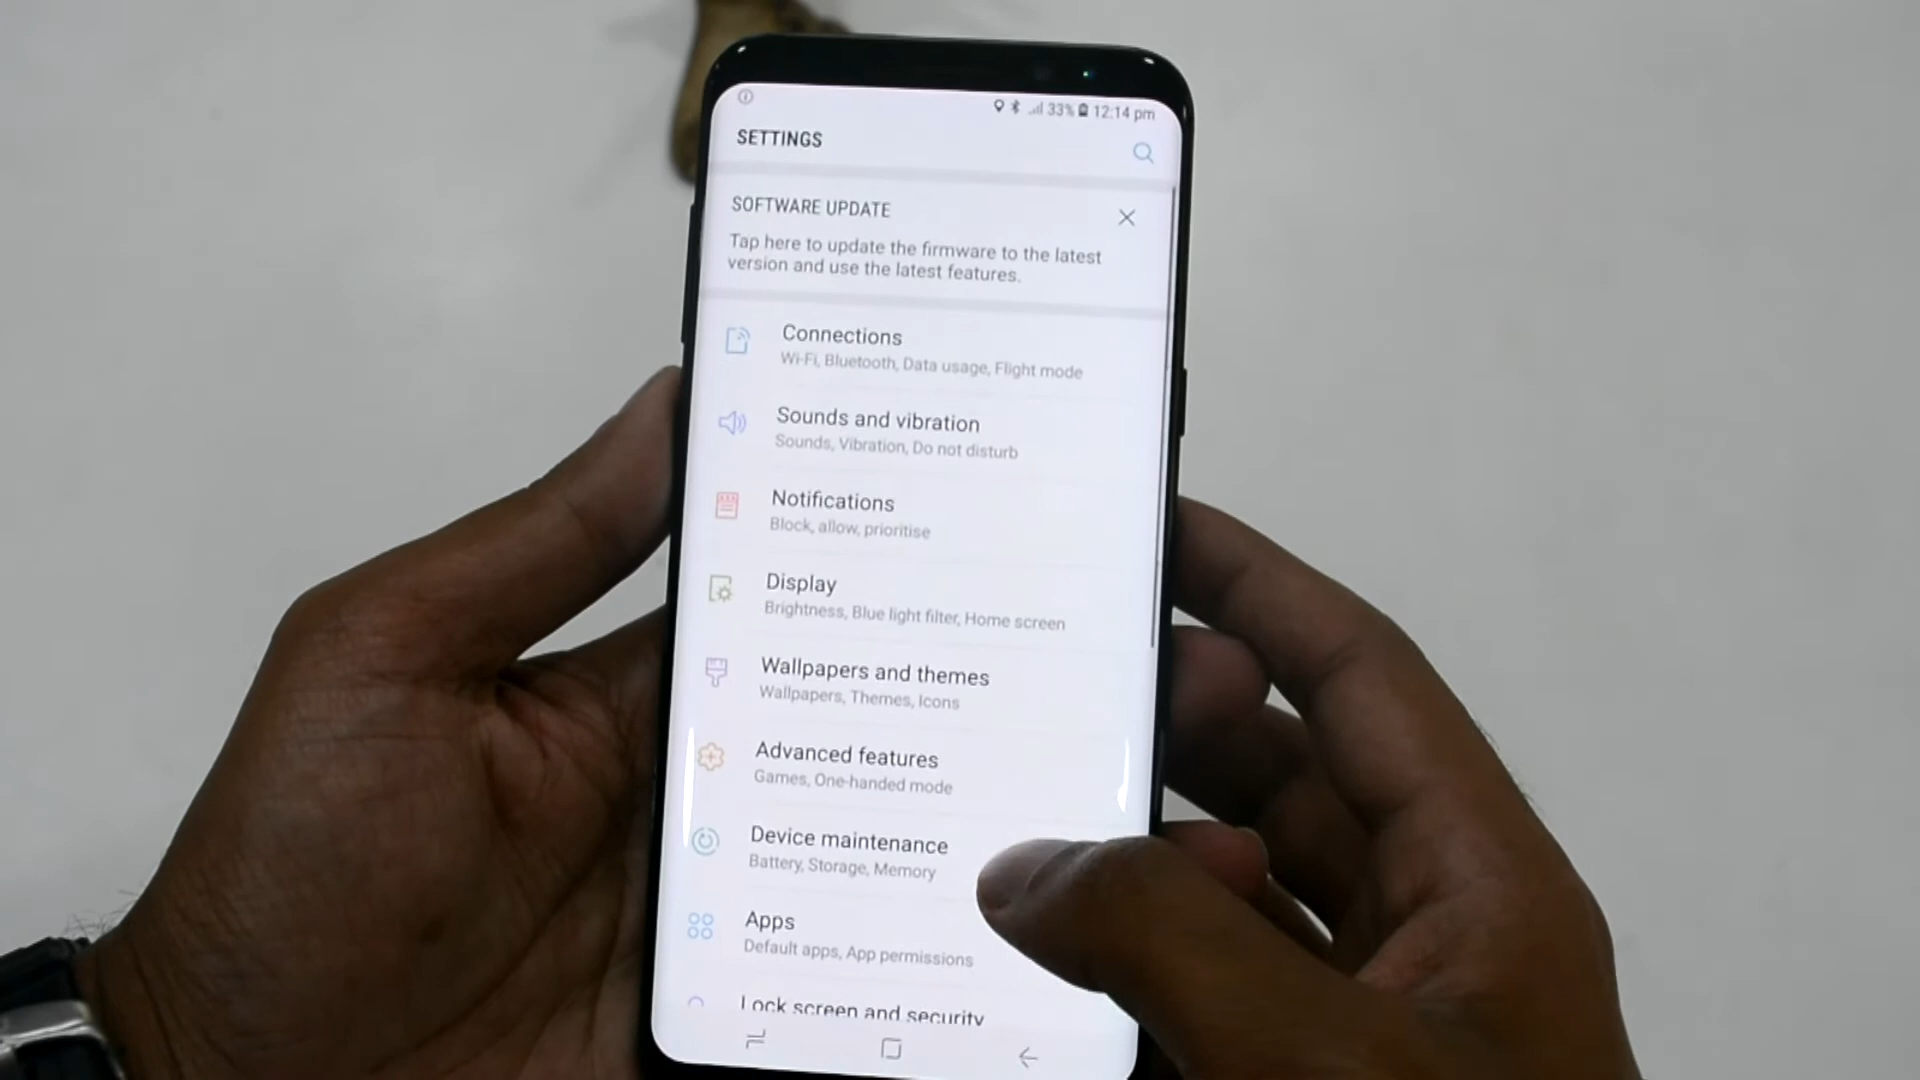 33% 12:14 pm
SETTINGS
SOFTWARE UPDATE
Tap here to update the firmware to the latest
version and use the latest features.
Connections
Wi-Fi, Bluetooth, Data usage, Flight mode
Sounds and vibration
Sounds, Vibration, Do not disturb
Notifications
Block, allow, prioritise
Display
Brightness, Blue light filter, Home screen
Wallpapers and themes
Wallpapers, Themes, Icons
Advanced features
Games, One-handed mode
Device maintenance
Battery, Storage, Memory
Apps
Default apps, App permissions
Lock screen and security